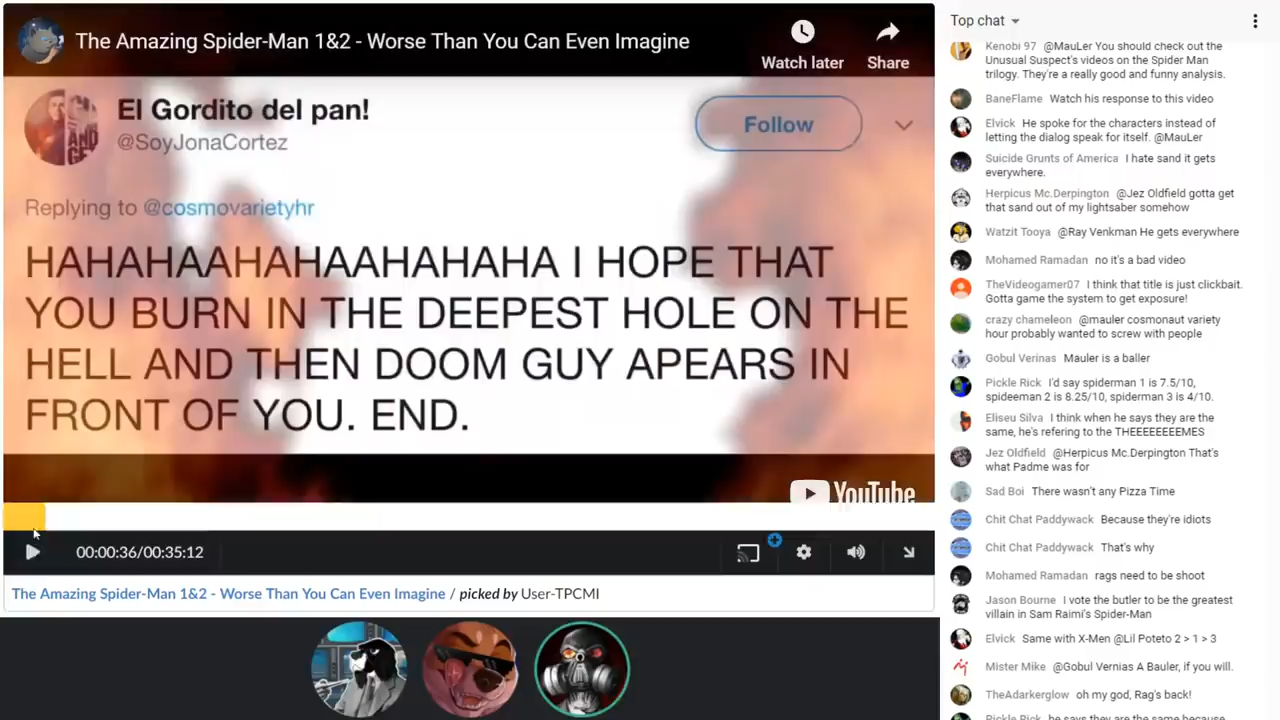 The Amazing Spider-Man 1&2 - Worse Than You Can Even Imagine
Watch later
Share
El Gordito del pan!
@SoyJonaCortez
Follow
Replying to @cosmovarietyhr
HAHAHAAHAHAAHAHAHA I HOPE THAT
YOU BURN IN THE DEEPEST HOLE ON THE
HELL AND THEN DOOM GUY APEARS IN
FRONT OF YOU. END.
YouTube
00:00:36/00:35:12
The Amazing Spider-Man 1&2 - Worse Than You Can Even Imagine / picked by User-TPCMI
Top chat
Kenobi 97 @MauLer You should check out the
Unusual Suspect's videos on the Spider Man
trilogy. They're a really good and funny analysis.
BaneFlame Watch his response to this video
Elvick He spoke for the characters instead of
letting the dialog speak for itself. @MauLer
Suicide Grunts of America I hate sand it gets
everywhere.
Herpicus Mc.Derpington @Jez Oldfield gotta get
that sand out of my lightsaber somehow
Watzit Tooya @Ray Venkman He gets everywhere
Mohamed Ramadan no it's a bad video
TheVideogamer07 I think that title is just clickbait.
Gotta game the system to get exposure!
crazy chameleon @mauler cosmonaut variety
hour probably wanted to screw with people
Gobul Verinas Mauler is a baller
Pickle Rick I'd say spiderman 1 is 7.5/10,
spideeman 2 is 8.25/10, spiderman 3 is 4/10.
Eliseu Silva I think when he says they are the
same, he's refering to the THEEEEEEEMES
Jez Oldfield @Herpicus Mc.Derpington That's
what Padme was for
Sad Boi There wasn't any Pizza Time
Chit Chat Paddywack Because they're idiots
Chit Chat Paddywack That's why
Mohamed Ramadan rags need to be shoot
Jason Bourne I vote the butler to be the greatest
villain in Sam Raimi's Spider-Man
Elvick Same with X-Men @Lil Poteto 2 > 1 > 3
Mister Mike @Gobul Vernias A Bauler, if you will.
TheAdarkerglow oh my god, Rag's back!
Pickle Rick he says they are the same because